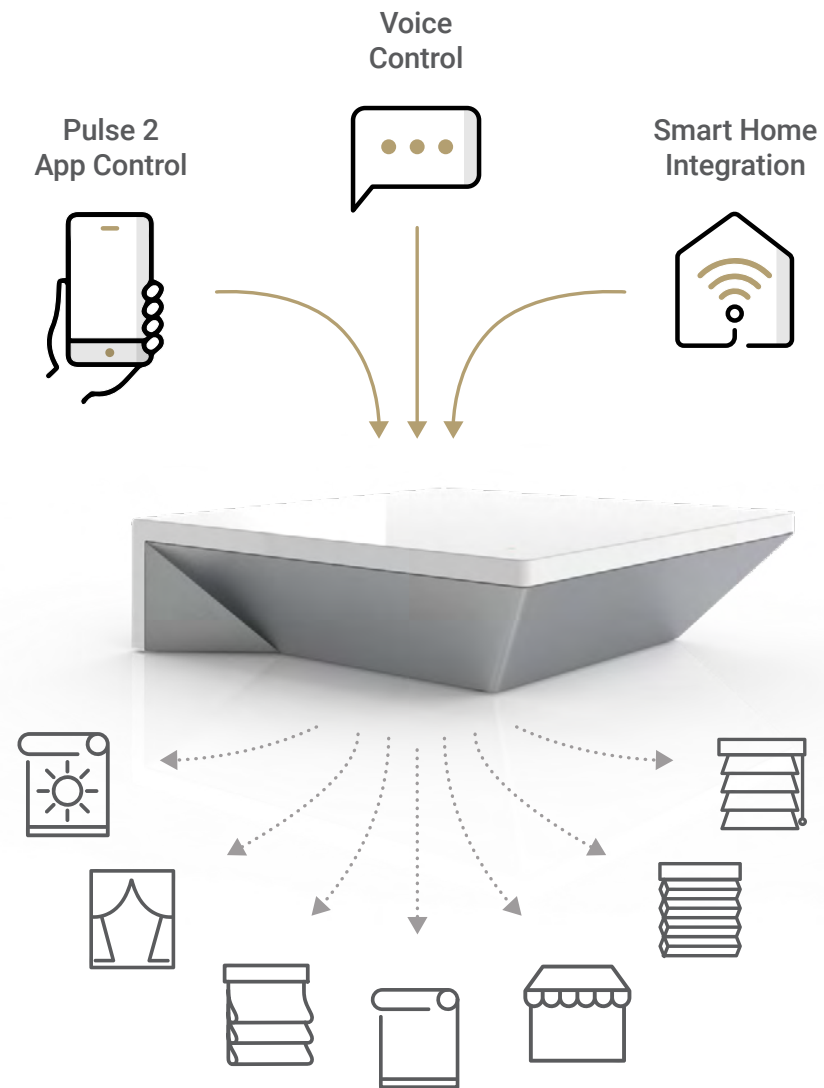 Voice
Control
Pulse 2
App Control
Smart Home
Integration